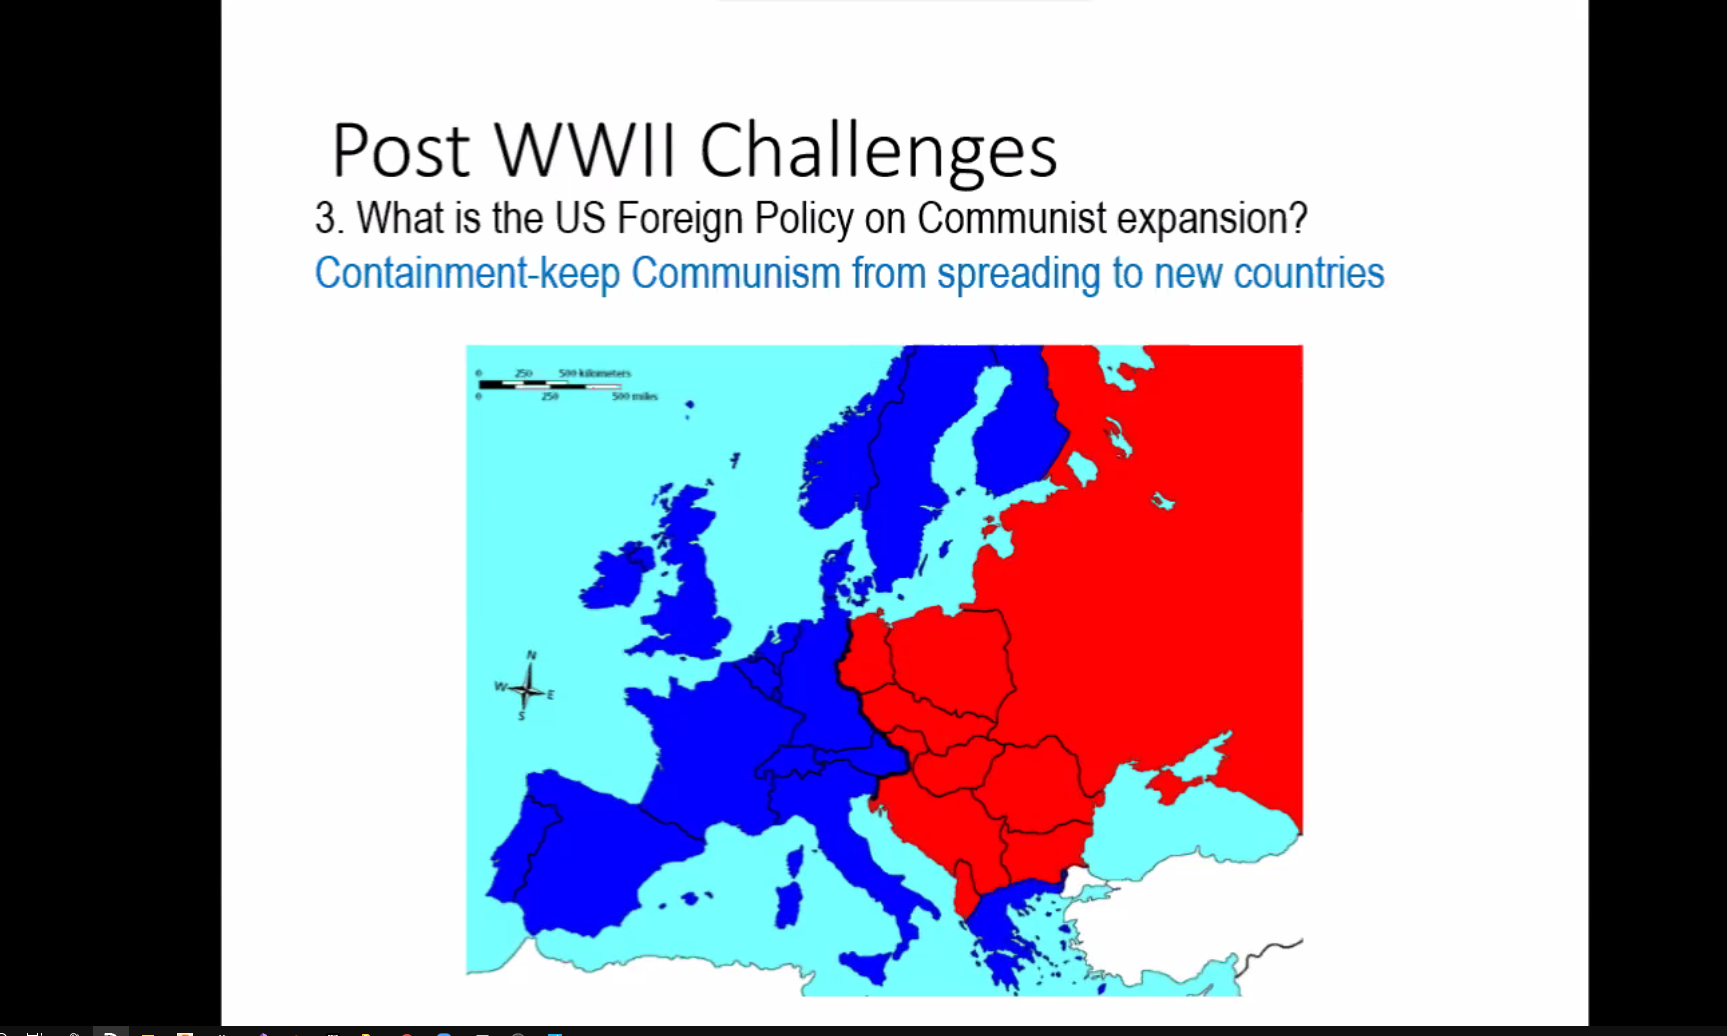 Post WWII Challenges
3. What is the US Foreign Policy on Communist expansion?
Containment-keep Communism from spreading to new countries
0 250 500 kilometers
0 250 500 miles
N
W E
S